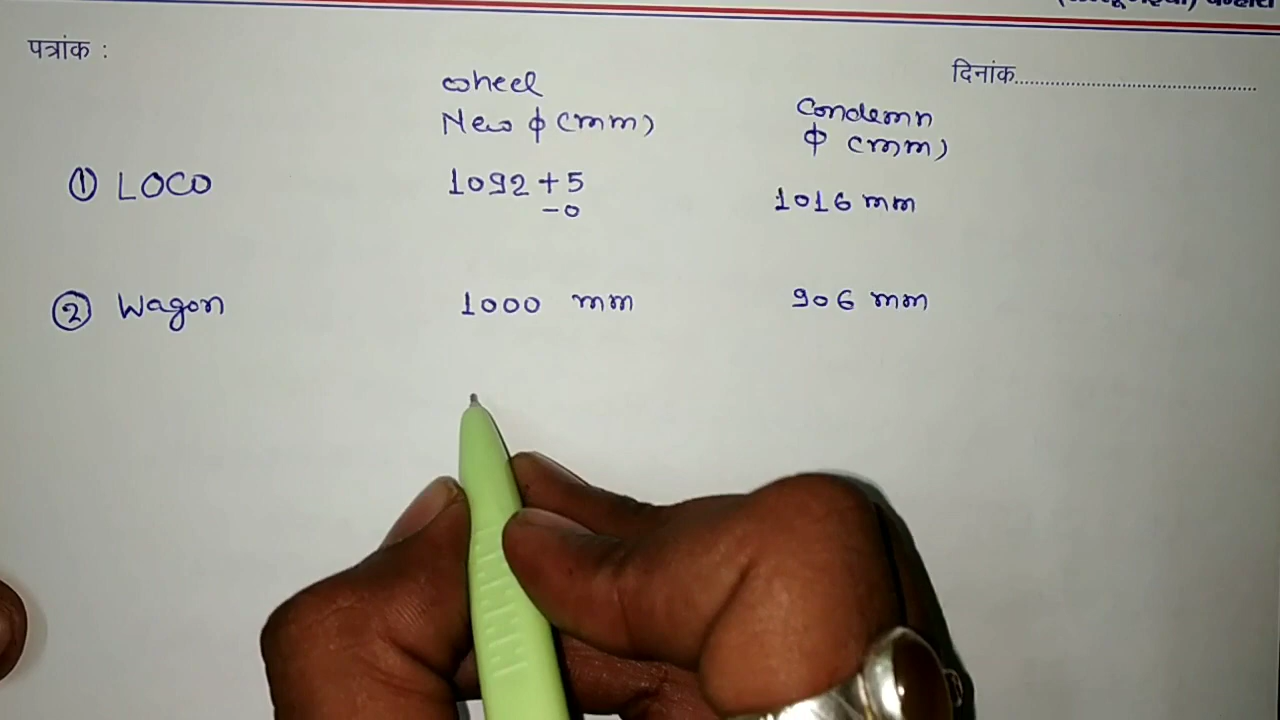 पत्रांक :
दिनांक
wheel
New ϕ (mm)
Condemn
ϕ (mm)
① LOCO 1092 + 5
- 0
1016 mm
② Wagon 1000 mm 906 mm